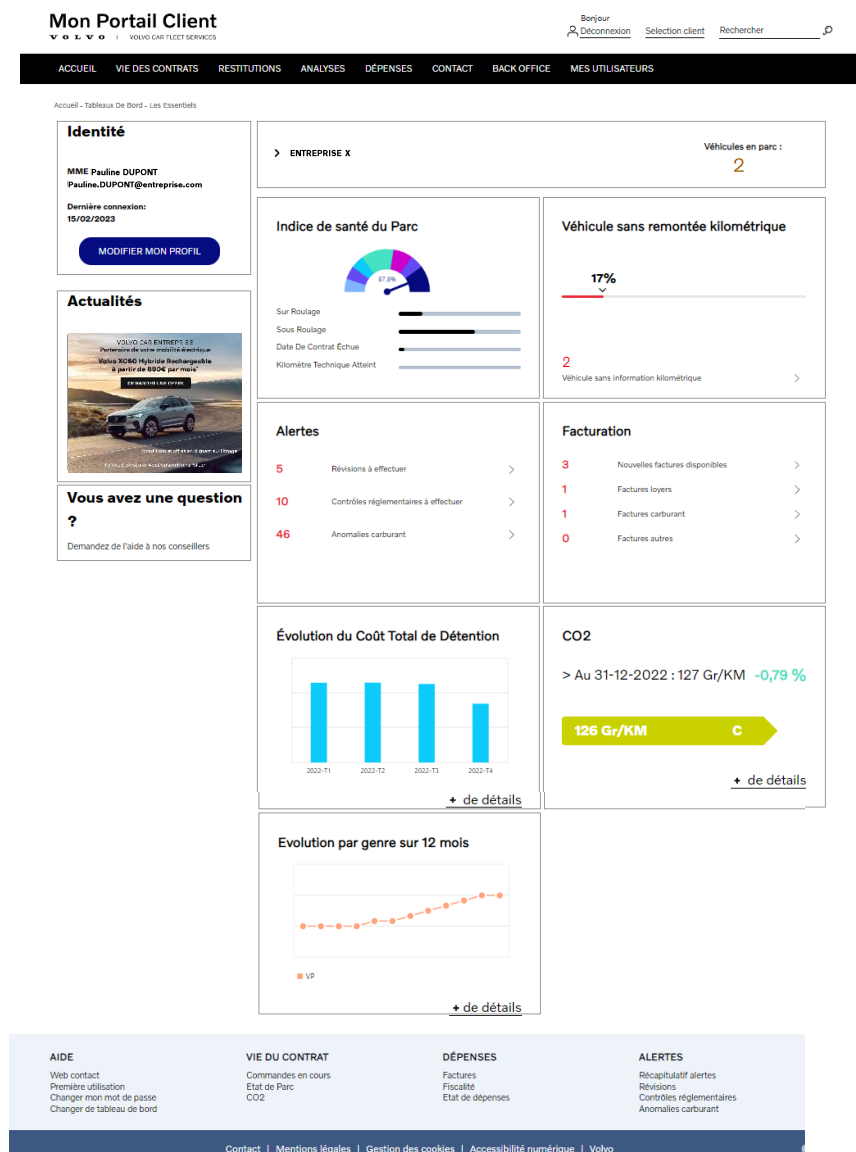 Mon Portail Client
VOLVO | VOLVO CAR FLEET SERVICES
Bonjour
Déconnexion Selection client Rechercher
ACCUEIL VIE DES CONTRATS RESTITUTIONS ANALYSES DÉPENSES CONTACT BACK OFFICE MES UTILISATEURS
Accueil - Tableaux De Bord - Les Essentiels
Identité
MME Pauline DUPONT
Pauline.DUPONT@entreprise.com
Dernière connexion:
15/02/2023
MODIFIER MON PROFIL
Actualités
VOLVO CAR ENTREPRISE
Partenaire de votre mobilité électrique
Volvo XC60 Hybride Rechargeable
à partir de 880€ par mois*
DEMANDER UNE OFFRE
Vous avez une question
?
Demandez de l'aide à nos conseillers
ENTREPRISE X
Véhicules en parc :
2
Indice de santé du Parc
87.8%
Sur Roulage
Sous Roulage
Date De Contrat Échue
Kilomètre Technique Atteint
Véhicule sans remontée kilométrique
17%
2
Véhicule sans information kilométrique
Alertes
5 Révisions à effectuer
10 Contrôles réglementaires à effectuer
46 Anomalies carburant
Facturation
3 Nouvelles factures disponibles
1 Factures loyers
1 Factures carburant
0 Factures autres
Évolution du Coût Total de Détention
2022-T1 2022-T2 2022-T3 2022-T4
+ de détails
CO2
> Au 31-12-2022 : 127 Gr/KM -0,79 %
126 Gr/KM C
+ de détails
Evolution par genre sur 12 mois
VP
+ de détails
AIDE
Web contact
Première utilisation
Changer mon mot de passe
Changer de tableau de bord
VIE DU CONTRAT
Commandes en cours
Etat de Parc
CO2
DÉPENSES
Factures
Fiscalité
Etat de dépenses
ALERTES
Récapitulatif alertes
Révisions
Contrôles réglementaires
Anomalies carburant
Contact | Mentions légales | Gestion des cookies | Accessibilité numérique | Volvo